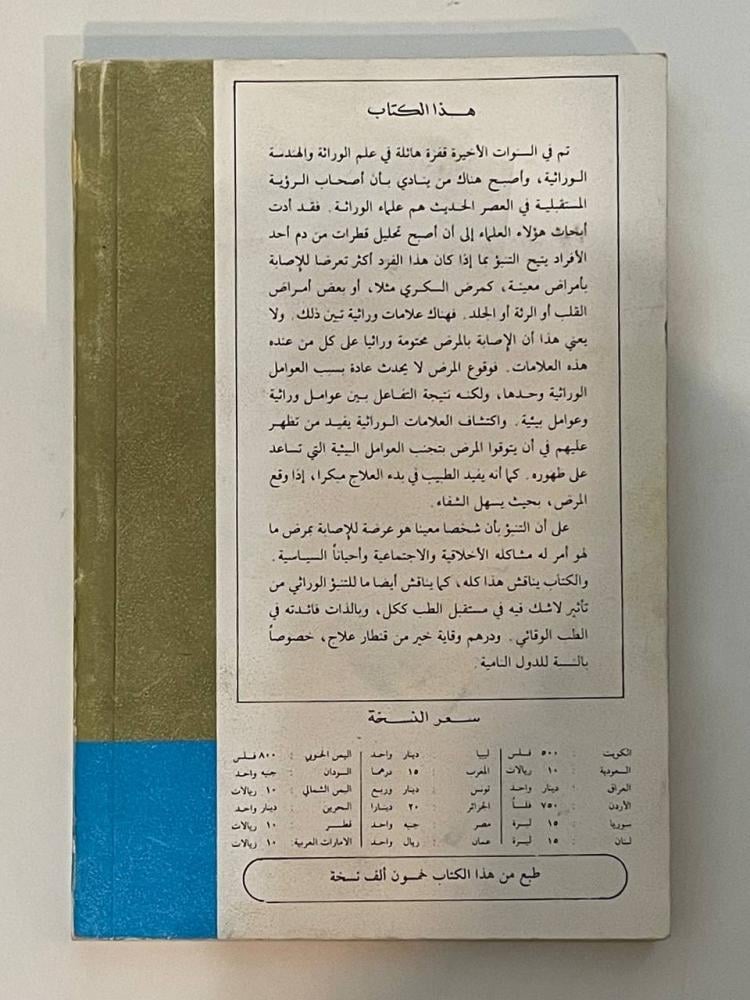 هذا الكتاب
تم في السنوات الأخيرة قفزة هائلة في علم الوراثة والهندسة
الوراثية، وأصبح هناك من ينادي بأن أصحاب الرؤية
المستقبلية في العصر الحديث هم علماء الوراثة. فقد أدت
أبحاث هؤلاء العلماء إلى أن أصبح تحليل قطرات من دم أحد
الأفراد يتيح التنبؤ بما إذا كان هذا الفرد أكثر تعرضا للإصابة
بأمراض معينة، كمرض السكري مثلا، أو بعض أمراض
القلب أو الرئة أو الجلد. فهناك علامات وراثية تبين ذلك. ولا
يعني هذا أن الإصابة بالمرض محتومة وراثيا على كل من عنده
هذه العلامات. فوقوع المرض لا يحدث عادة بسبب العوامل
الوراثية وحدها، ولكنه نتيجة التفاعل بين عوامل وراثية
وعوامل بيئية. واكتشاف العلامات الوراثية يفيد من تظهر
عليهم في أن يتوقوا المرض بتجنب العوامل البيئية التي تساعد
على ظهوره. كما أنه يفيد الطبيب في بدء العلاج مبكرا، إذا وقع
المرض، بحيث يسهل الشفاء.
على أن التنبؤ بأن شخصا معينا هو عرضة للإصابة بمرض ما
لهو أمر له مشاكله الأخلاقية والاجتماعية وأحياناً السياسية.
والكتاب يناقش هذا كله، كما يناقش أيضا ما للتنبؤ الوراثي من
تأثير لاشك فيه في مستقبل الطب ككل، وبالذات فائدته في
الطب الوقائي. ودرهم وقاية خير من قنطار علاج، خصوصاً
بالنسبة للدول النامية.
سعر النسخة
الكويت : ٥٠٠ فلس ليبيا : دينار واحد اليمن الجنوبي : ٨٠٠ فلس
السعودية : ١٠ ريالات المغرب : ١٥ درهما السودان : جنيه واحد
العراق : دينار واحد تونس : دينار وربع اليمن الشمالي : ١٠ ريالات
الأردن : ٧٥٠ فلساً الجزائر : ٢٠ دينارا البحرين : دينار واحد
سوريا : ١٥ ليرة مصر : جنيه واحد قطر : ١٠ ريالات
لبنان : ١٥ ليرة عمان : ريال واحد الامارات العربية: ١٠ ريالات
طبع من هذا الكتاب خمسون ألف نسخة